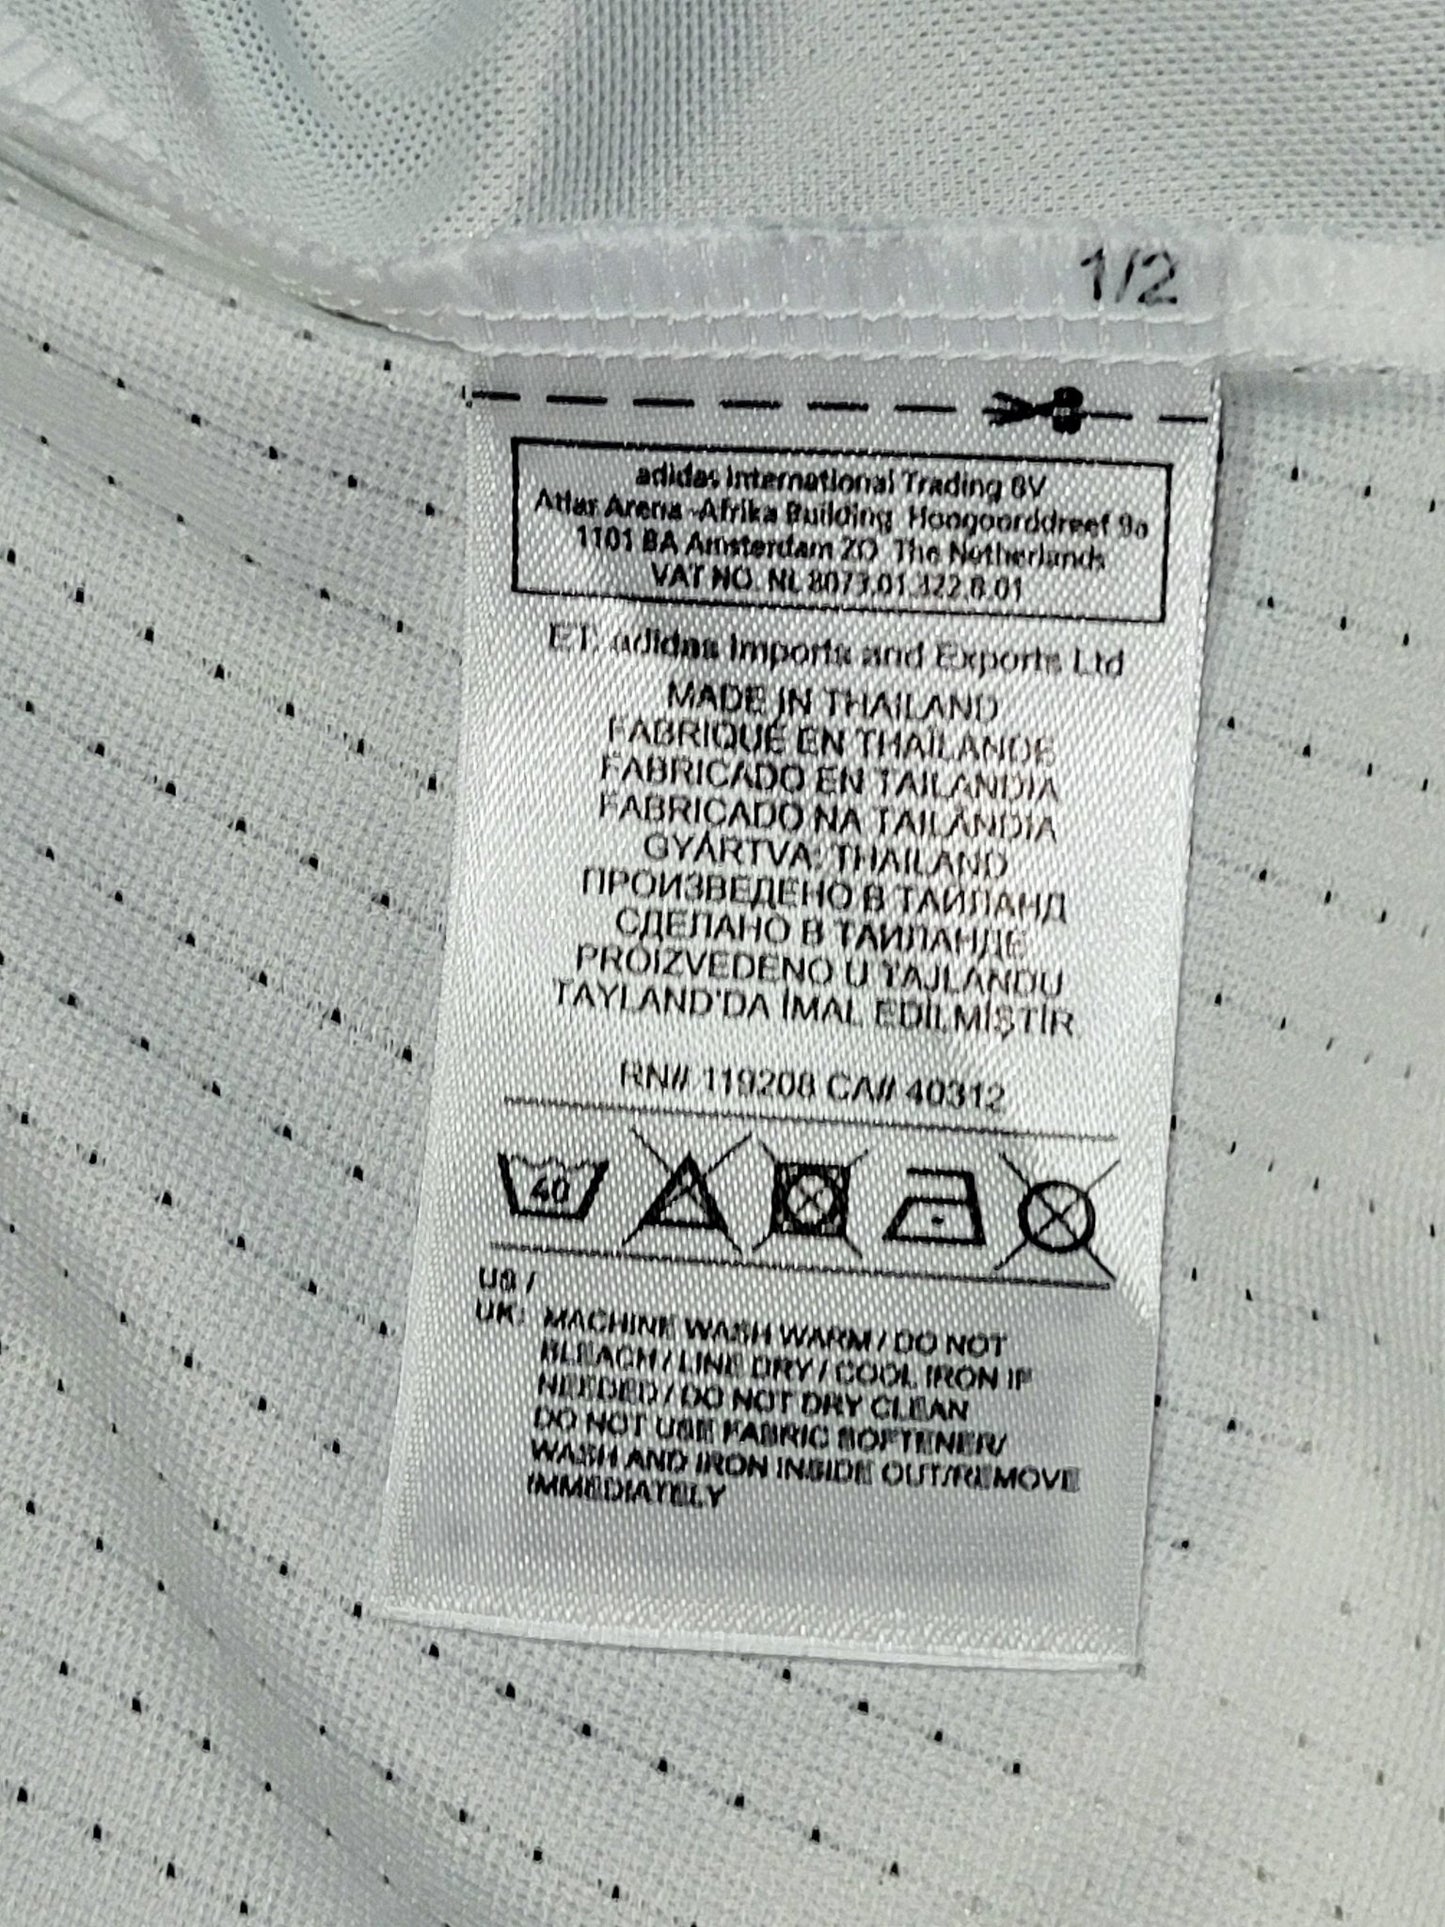 1/2
adidas International Trading BV
Atlas Arena -Afrika Building, Hoogoorddreef 9a
1101 BA Amsterdam ZO, The Netherlands
VAT NO. NL 8073.01.322.B.01
ET: adidas Imports and Exports Ltd
MADE IN THAILAND
FABRIQUÉ EN THAÏLANDE
FABRICADO EN TAILANDIA
FABRICADO NA TAILÂNDIA
GYÁRTVA: THAILAND
ПРОИЗВЕДЕНО В ТАЙЛАНД
СДЕЛАНО В ТАИЛАНДЕ
PROIZVEDENO U TAJLANDU
TAYLAND'DA İMAL EDİLMİŞTİR
RN# 119208 CA# 40312
40
US /
UK: MACHINE WASH WARM / DO NOT
BLEACH / LINE DRY / COOL IRON IF
NEEDED / DO NOT DRY CLEAN
DO NOT USE FABRIC SOFTENER/
WASH AND IRON INSIDE OUT/REMOVE
IMMEDIATELY